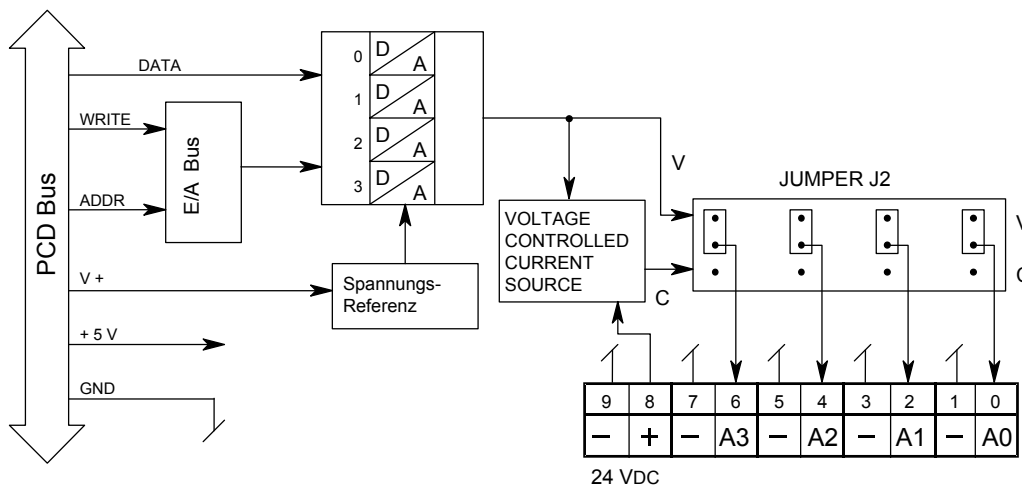 PCD Bus
DATA
WRITE
ADDR
E/A Bus
V +
+ 5 V
GND
0 D A
1 D A
2 D A
3 D A
Spannungs-
Referenz
VOLTAGE
CONTROLLED
CURRENT
SOURCE
V
C
JUMPER J2
V
C
9 8 7 6 5 4 3 2 1 0
− + − A3 − A2 − A1 − A0
24 VDC